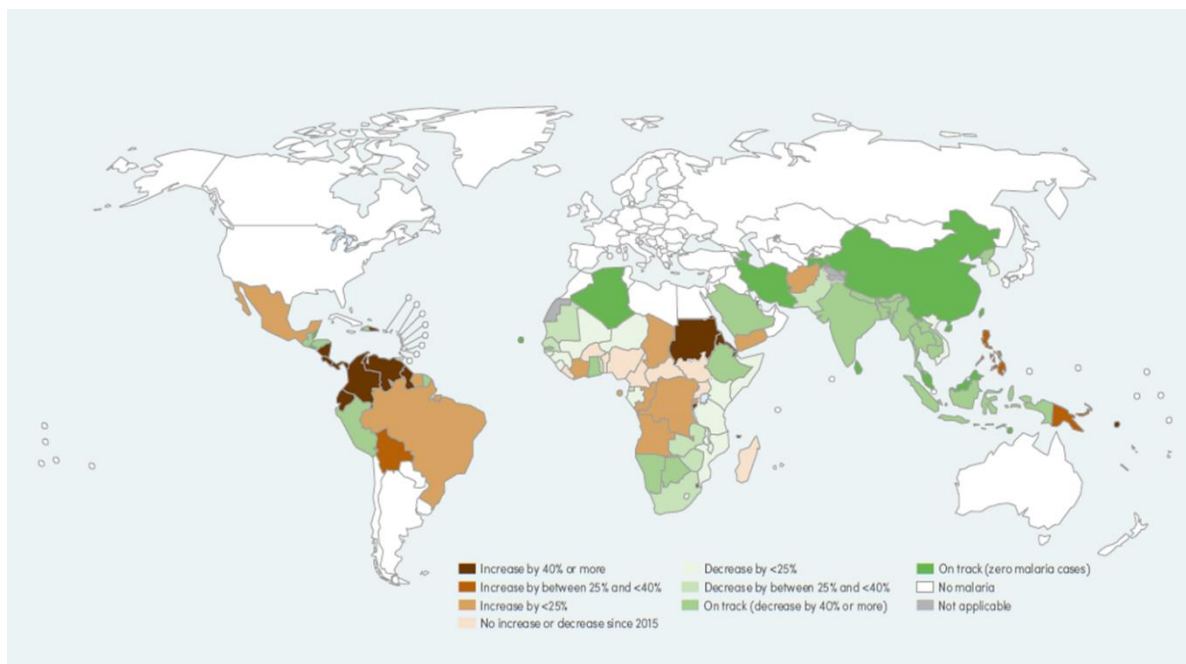 Increase by 40% or more
Increase by between 25% and <40%
Increase by <25%
No increase or decrease since 2015
Decrease by <25%
Decrease by between 25% and <40%
On track (decrease by 40% or more)
On track (zero malaria cases)
No malaria
Not applicable